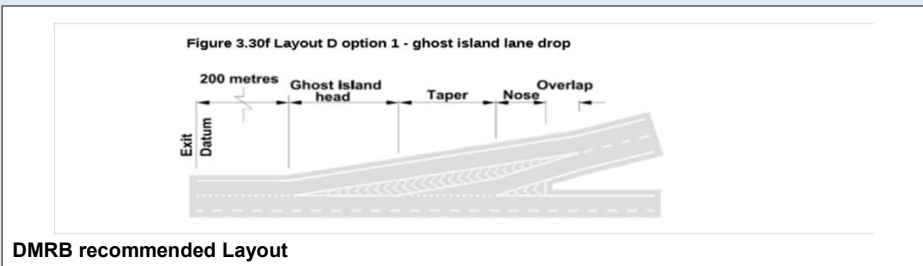 Figure 3.30f Layout D option 1 - ghost island lane drop
200 metres
Ghost Island
head
Taper
Nose
Overlap
Exit
Datum
DMRB recommended Layout